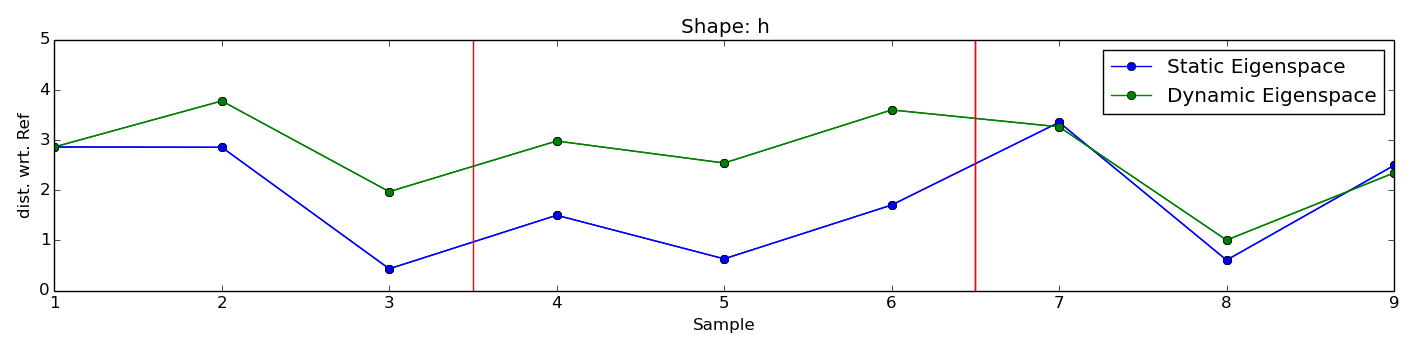 Shape: h
5
4
3
2
1
0
dist. wrt. Ref
Static Eigenspace
Dynamic Eigenspace
1 2 3 4 5 6 7 8 9
Sample